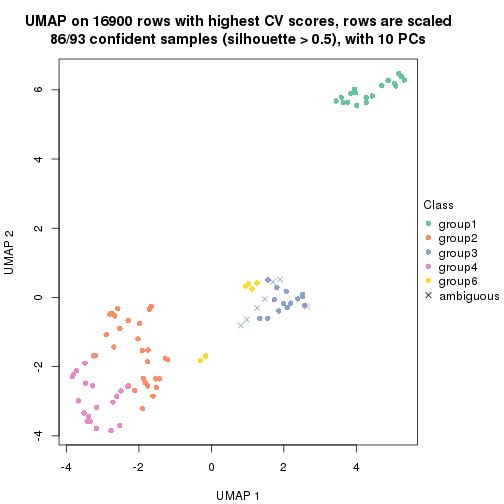 UMAP on 16900 rows with highest CV scores, rows are scaled
86/93 confident samples (silhouette > 0.5), with 10 PCs
6
4
2
0
-2
-4
UMAP 2
-4
-2
0
2
4
UMAP 1
Class
group1
group2
group3
group4
group6
ambiguous